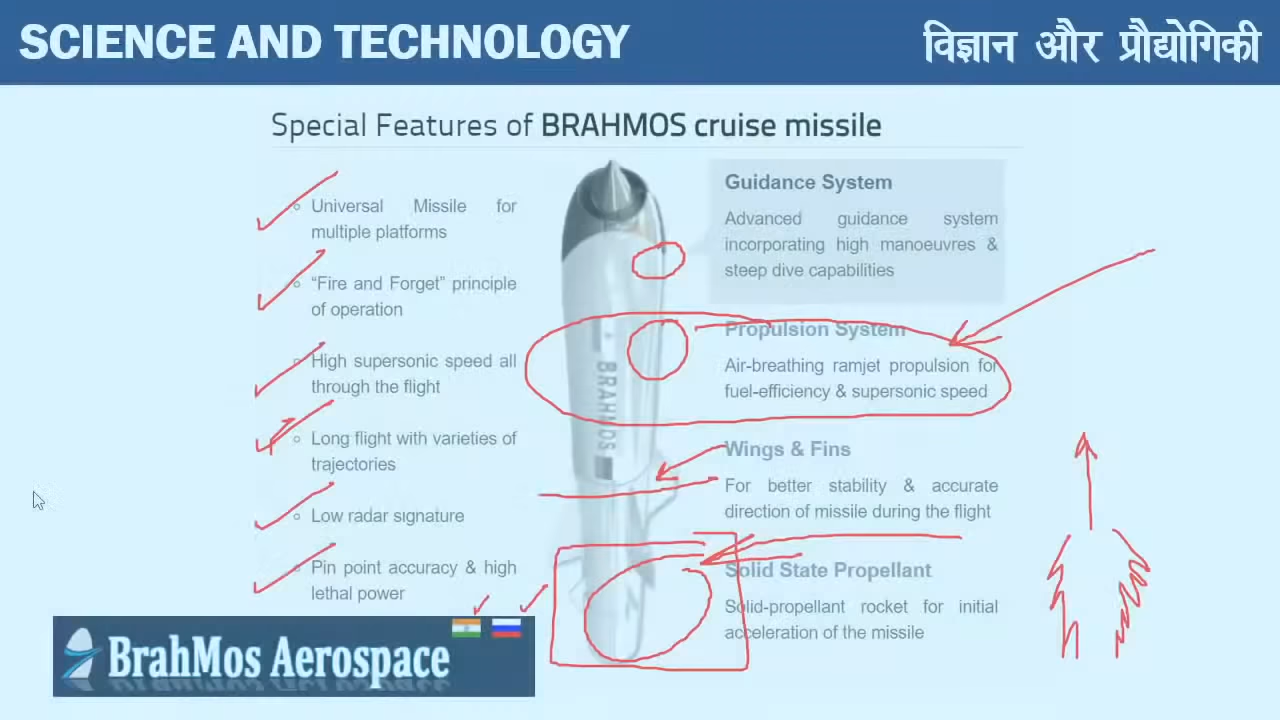 SCIENCE AND TECHNOLOGY
विज्ञान और प्रौद्योगिकी
Special Features of BRAHMOS cruise missile
Universal Missile for
multiple platforms
“Fire and Forget” principle
of operation
High supersonic speed all
through the flight
Long flight with varieties of
trajectories
Low radar signature
Pin point accuracy & high
lethal power
BRAHMOS
Guidance System
Advanced guidance system
incorporating high manoeuvres &
steep dive capabilities
Propulsion System
Air-breathing ramjet propulsion for
fuel-efficiency & supersonic speed
Wings & Fins
For better stability & accurate
direction of missile during the flight
Solid State Propellant
Solid-propellant rocket for initial
acceleration of the missile
BrahMos Aerospace